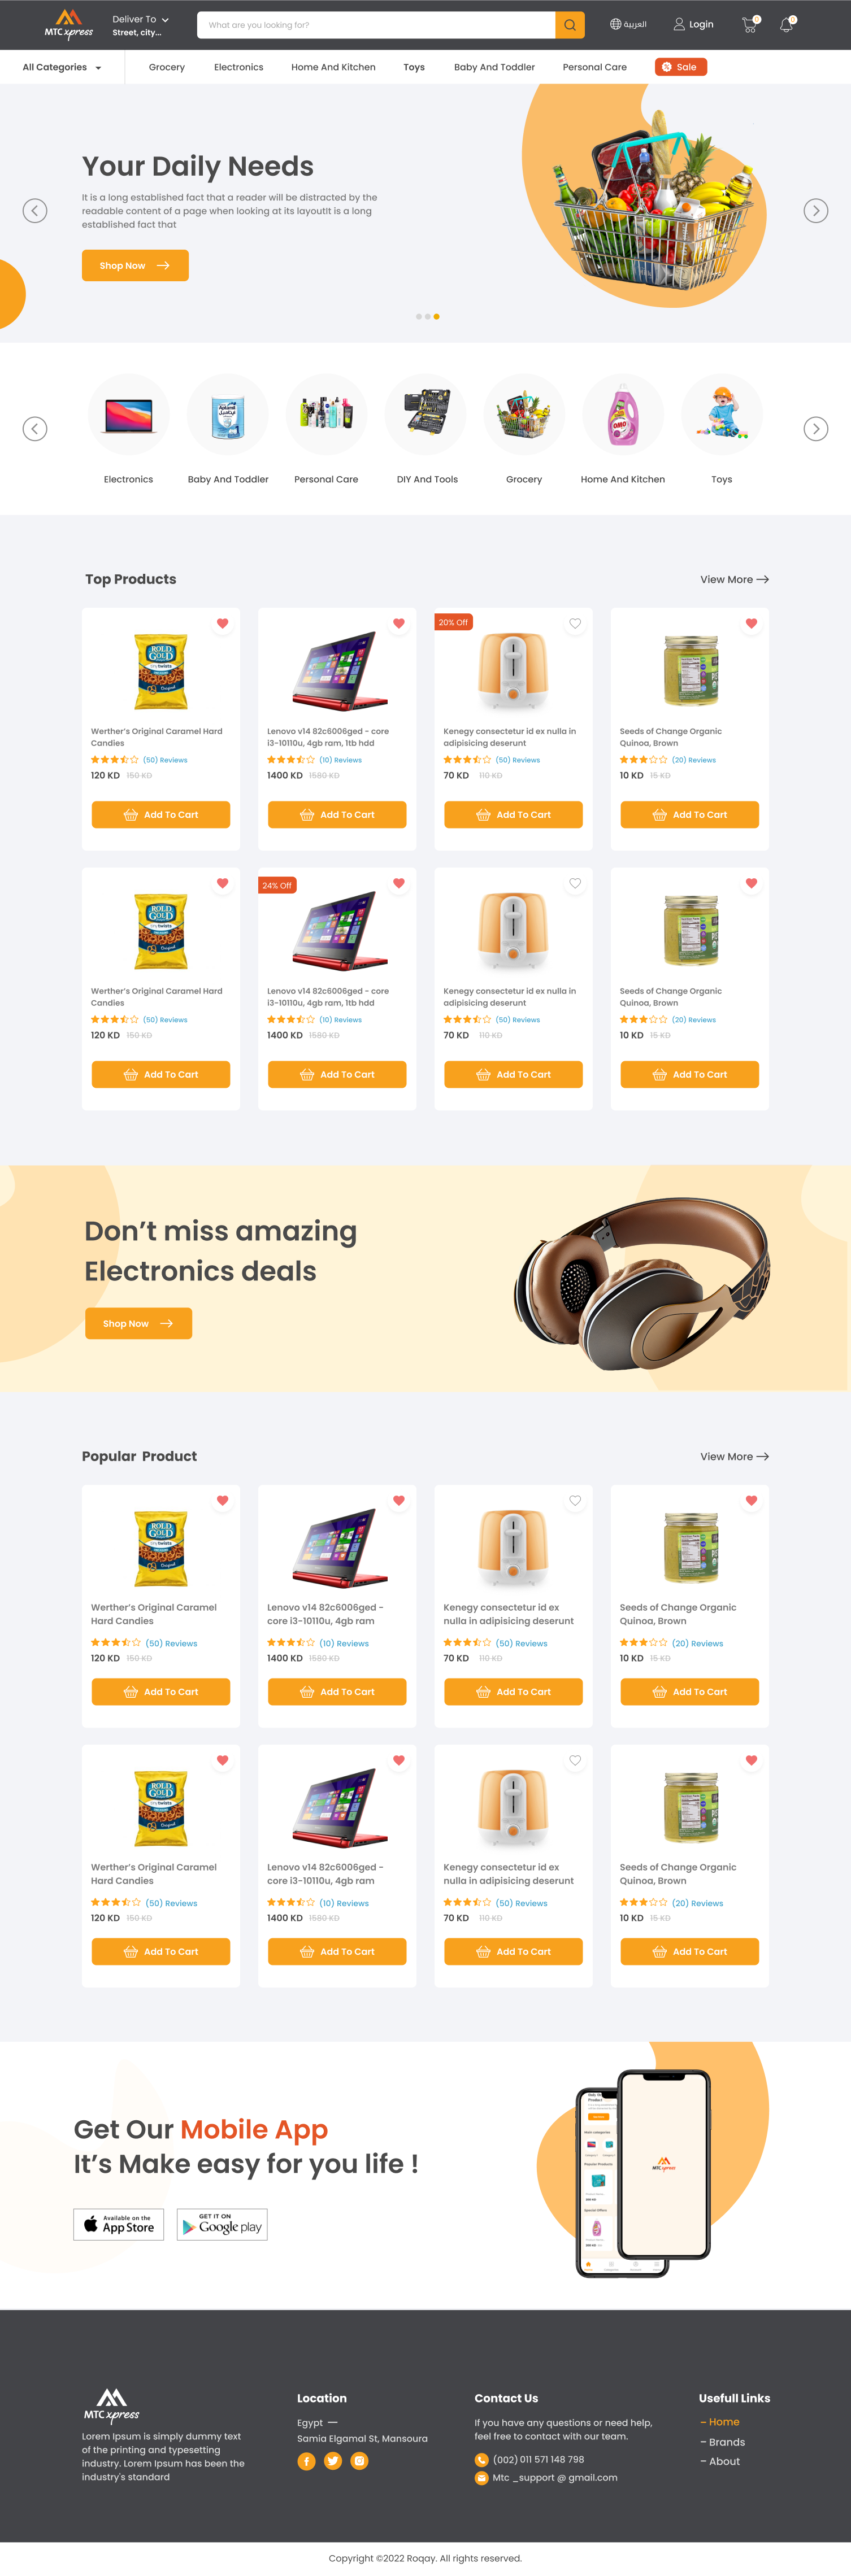 MTC xpress
Deliver To
Street, city...
What are you looking for?
العربية
Login
0
0
All Categories
Grocery
Electronics
Home And Kitchen
Toys
Baby And Toddler
Personal Care
Sale
Your Daily Needs
It is a long established fact that a reader will be distracted by the
readable content of a page when looking at its layoutIt is a long
established fact that
Shop Now
Electronics
Baby And Toddler
Personal Care
DIY And Tools
Grocery
Home And Kitchen
Toys
Top Products
View More
Werther's Original Caramel Hard
Candies
(50) Reviews
120 KD 150 KD
Add To Cart
Lenovo v14 82c6006ged - core
i3-10110u, 4gb ram, 1tb hdd
(10) Reviews
1400 KD 1580 KD
Add To Cart
20% Off
Kenegy consectetur id ex nulla in
adipisicing deserunt
(50) Reviews
70 KD 110 KD
Add To Cart
Seeds of Change Organic
Quinoa, Brown
(20) Reviews
10 KD 15 KD
Add To Cart
Werther's Original Caramel Hard
Candies
(50) Reviews
120 KD 150 KD
Add To Cart
24% Off
Lenovo v14 82c6006ged - core
i3-10110u, 4gb ram, 1tb hdd
(10) Reviews
1400 KD 1580 KD
Add To Cart
Kenegy consectetur id ex nulla in
adipisicing deserunt
(50) Reviews
70 KD 110 KD
Add To Cart
Seeds of Change Organic
Quinoa, Brown
(20) Reviews
10 KD 15 KD
Add To Cart
Don't miss amazing
Electronics deals
Shop Now
Popular Product
View More
Werther's Original Caramel
Hard Candies
(50) Reviews
120 KD 150 KD
Add To Cart
Lenovo v14 82c6006ged -
core i3-10110u, 4gb ram
(10) Reviews
1400 KD 1580 KD
Add To Cart
Kenegy consectetur id ex
nulla in adipisicing deserunt
(50) Reviews
70 KD 110 KD
Add To Cart
Seeds of Change Organic
Quinoa, Brown
(20) Reviews
10 KD 15 KD
Add To Cart
Werther's Original Caramel
Hard Candies
(50) Reviews
120 KD 150 KD
Add To Cart
Lenovo v14 82c6006ged -
core i3-10110u, 4gb ram
(10) Reviews
1400 KD 1580 KD
Add To Cart
Kenegy consectetur id ex
nulla in adipisicing deserunt
(50) Reviews
70 KD 110 KD
Add To Cart
Seeds of Change Organic
Quinoa, Brown
(20) Reviews
10 KD 15 KD
Add To Cart
Get Our Mobile App
It's Make easy for you life !
Available on the
App Store
GET IT ON
Google play
MTC xpress
MTC xpress
Lorem Ipsum is simply dummy text
of the printing and typesetting
industry. Lorem Ipsum has been the
industry's standard
Location
Egypt —
Samia Elgamal St, Mansoura
Contact Us
If you have any questions or need help,
feel free to contact with our team.
(002) 011 571 148 798
Mtc _support @ gmail.com
Usefull Links
– Home
– Brands
– About
Copyright ©2022 Roqay. All rights reserved.